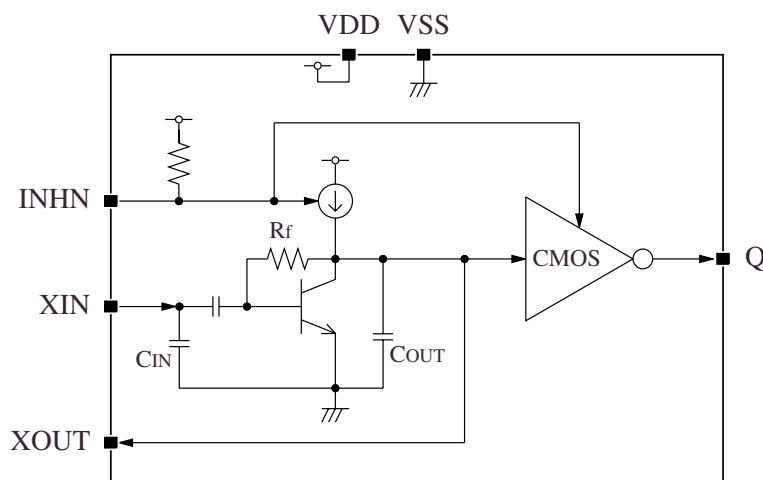 VDD VSS
INHN
Rf
CMOS
Q
XIN
CIN
COUT
XOUT